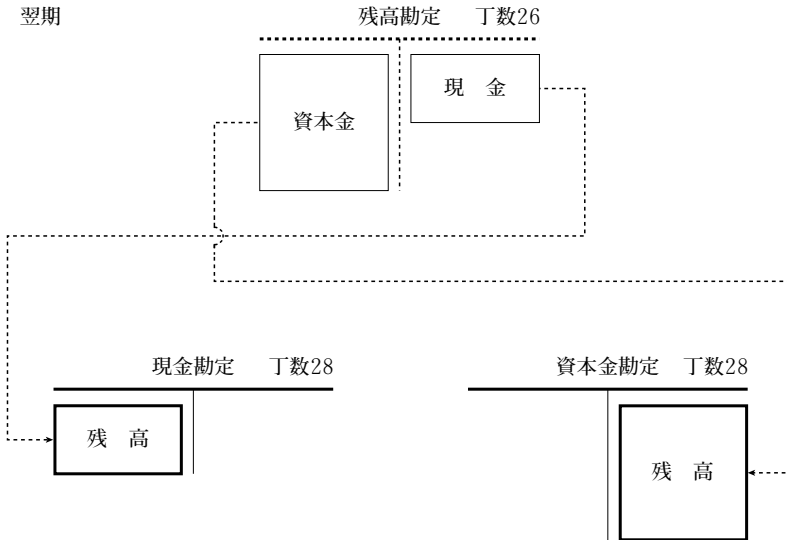 翌期
残高勘定 丁数26
資本金
現 金
現金勘定 丁数28
資本金勘定 丁数28
残 高
残 高